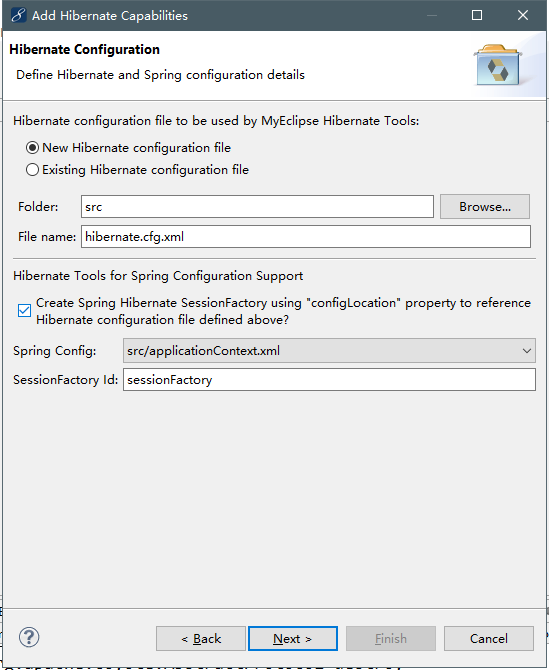 Add Hibernate Capabilities
Hibernate Configuration
Define Hibernate and Spring configuration details
Hibernate configuration file to be used by MyEclipse Hibernate Tools:
New Hibernate configuration file
Existing Hibernate configuration file
Folder: src Browse...
File name: hibernate.cfg.xml
Hibernate Tools for Spring Configuration Support
Create Spring Hibernate SessionFactory using "configLocation" property to reference
Hibernate configuration file defined above?
Spring Config: src/applicationContext.xml
SessionFactory Id: sessionFactory
? < Back Next > Finish Cancel